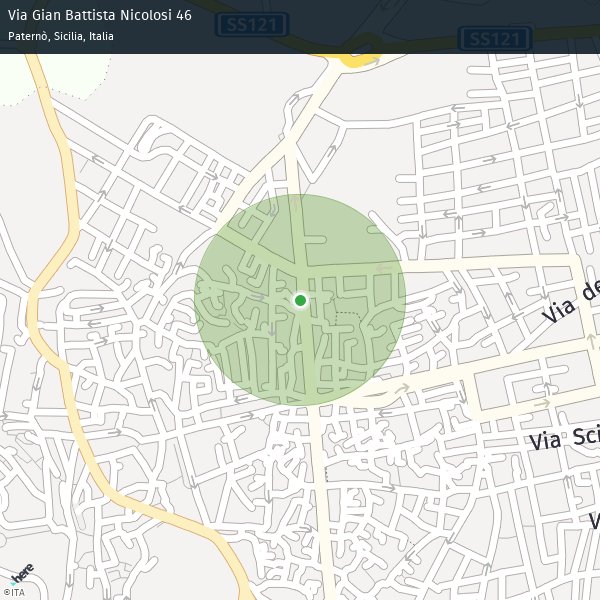 Via Gian Battista Nicolosi 46
Paternò, Sicilia, Italia
SS121
SS121
Via de
Via Sci
V
here
©ITA